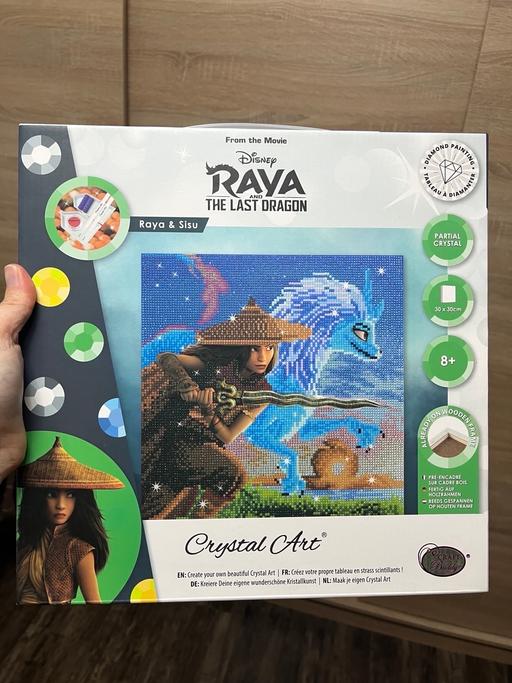 From the Movie
Disney
RAYA
AND
THE LAST DRAGON
Raya & Sisu
• DIAMOND PAINTING •
TABLEAU À DIAMANTER
PARTIAL
CRYSTAL
30 x 30cm
8+
ALREADY ON WOODEN FRAME
PRÉ-ENCADRÉ
SUR CADRE BOIS
FERTIG AUF
HOLZRAHMEN
REEDS GESPANNEN
OP HOUTEN FRAME
Crystal Art®
EN: Create your own beautiful Crystal Art | FR: Créez votre propre tableau en strass scintillants !
DE: Kreiere Deine eigene wunderschöne Kristallkunst | NL: Maak je eigen Crystal Art
CRAFT
Buddy
®